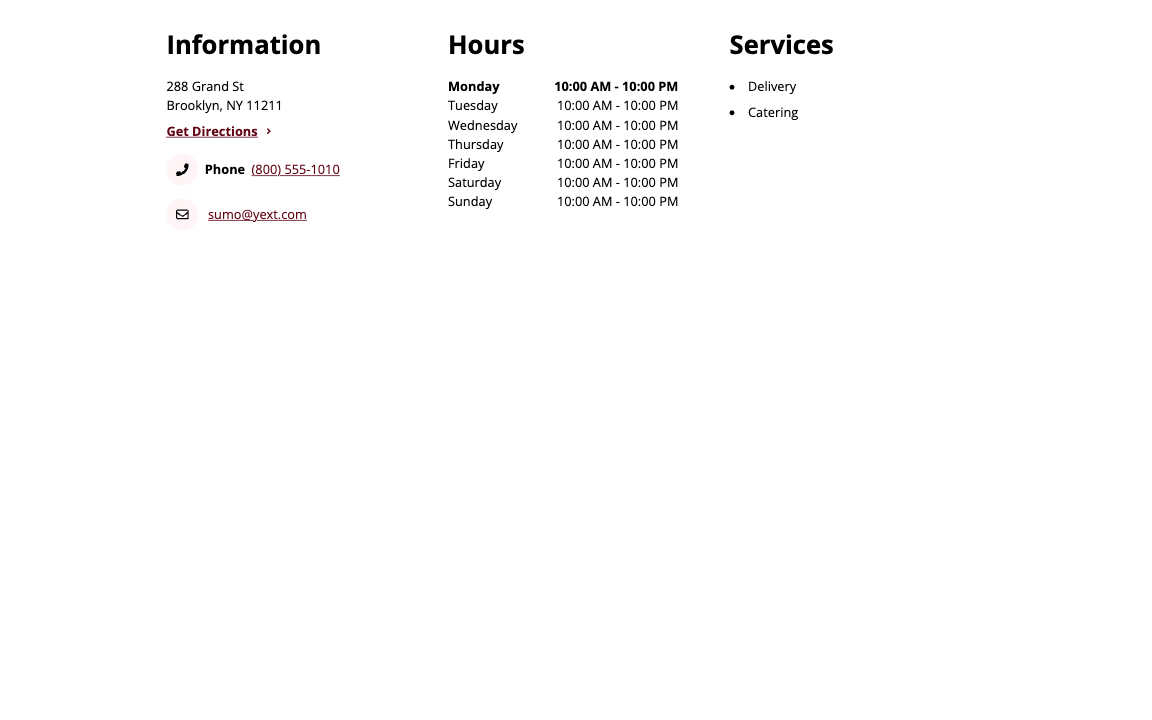 Information
288 Grand St
Brooklyn, NY 11211
Get Directions
Phone (800) 555-1010
sumo@yext.com
Hours
Monday 10:00 AM - 10:00 PM
Tuesday 10:00 AM - 10:00 PM
Wednesday 10:00 AM - 10:00 PM
Thursday 10:00 AM - 10:00 PM
Friday 10:00 AM - 10:00 PM
Saturday 10:00 AM - 10:00 PM
Sunday 10:00 AM - 10:00 PM
Services
Delivery
Catering